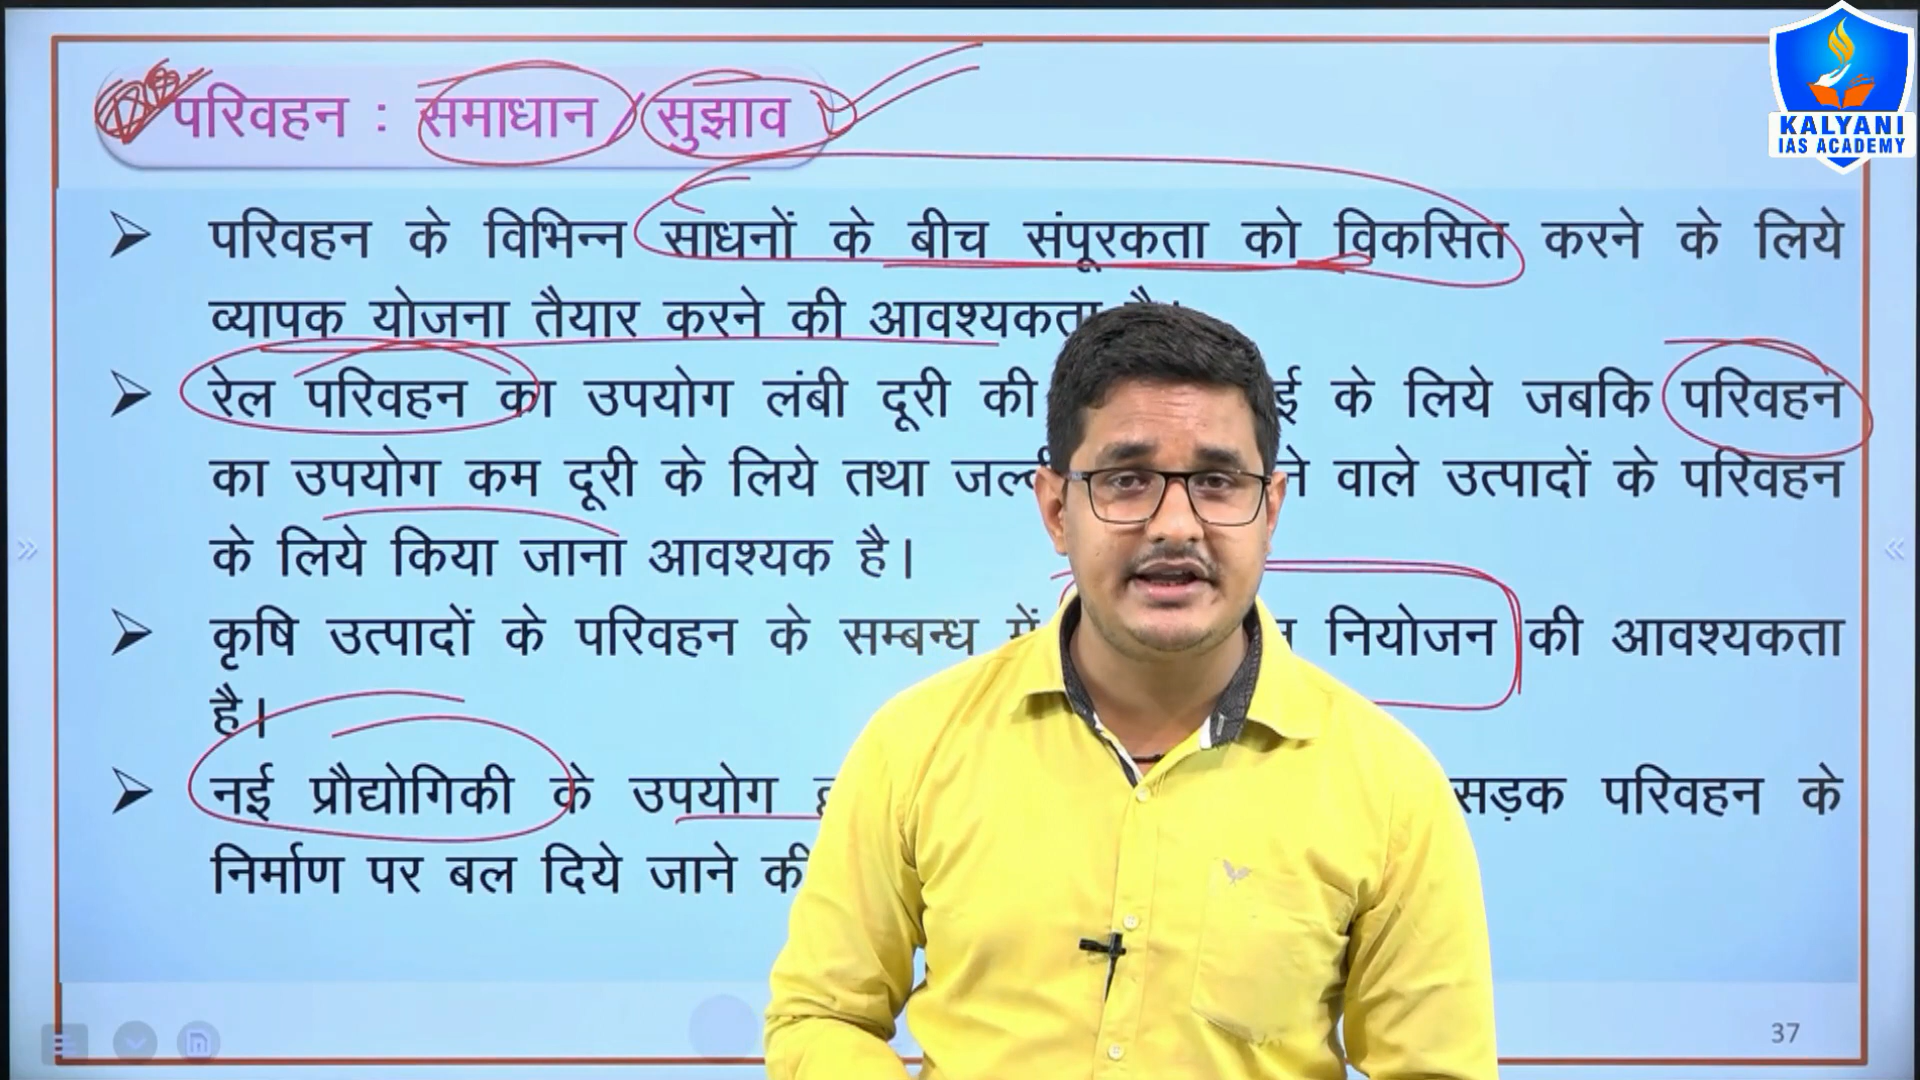 KALYANI
IAS ACADEMY
परिवहन : समाधान / सुझाव
परिवहन के विभिन्न साधनों के बीच संपूरकता को विकसित करने के लिये
व्यापक योजना तैयार करने की आवश्यकता है।
रेल परिवहन का उपयोग लंबी दूरी की के लिये जबकि परिवहन
का उपयोग कम दूरी के लिये तथा वाले उत्पादों के परिवहन
के लिये किया जाना आवश्यक है।
कृषि उत्पादों के परिवहन के सम्बन्ध में नियोजन की आवश्यकता
है।
नई प्रौद्योगिकी के उपयोग सड़क परिवहन के
निर्माण पर बल दिये जाने की
37